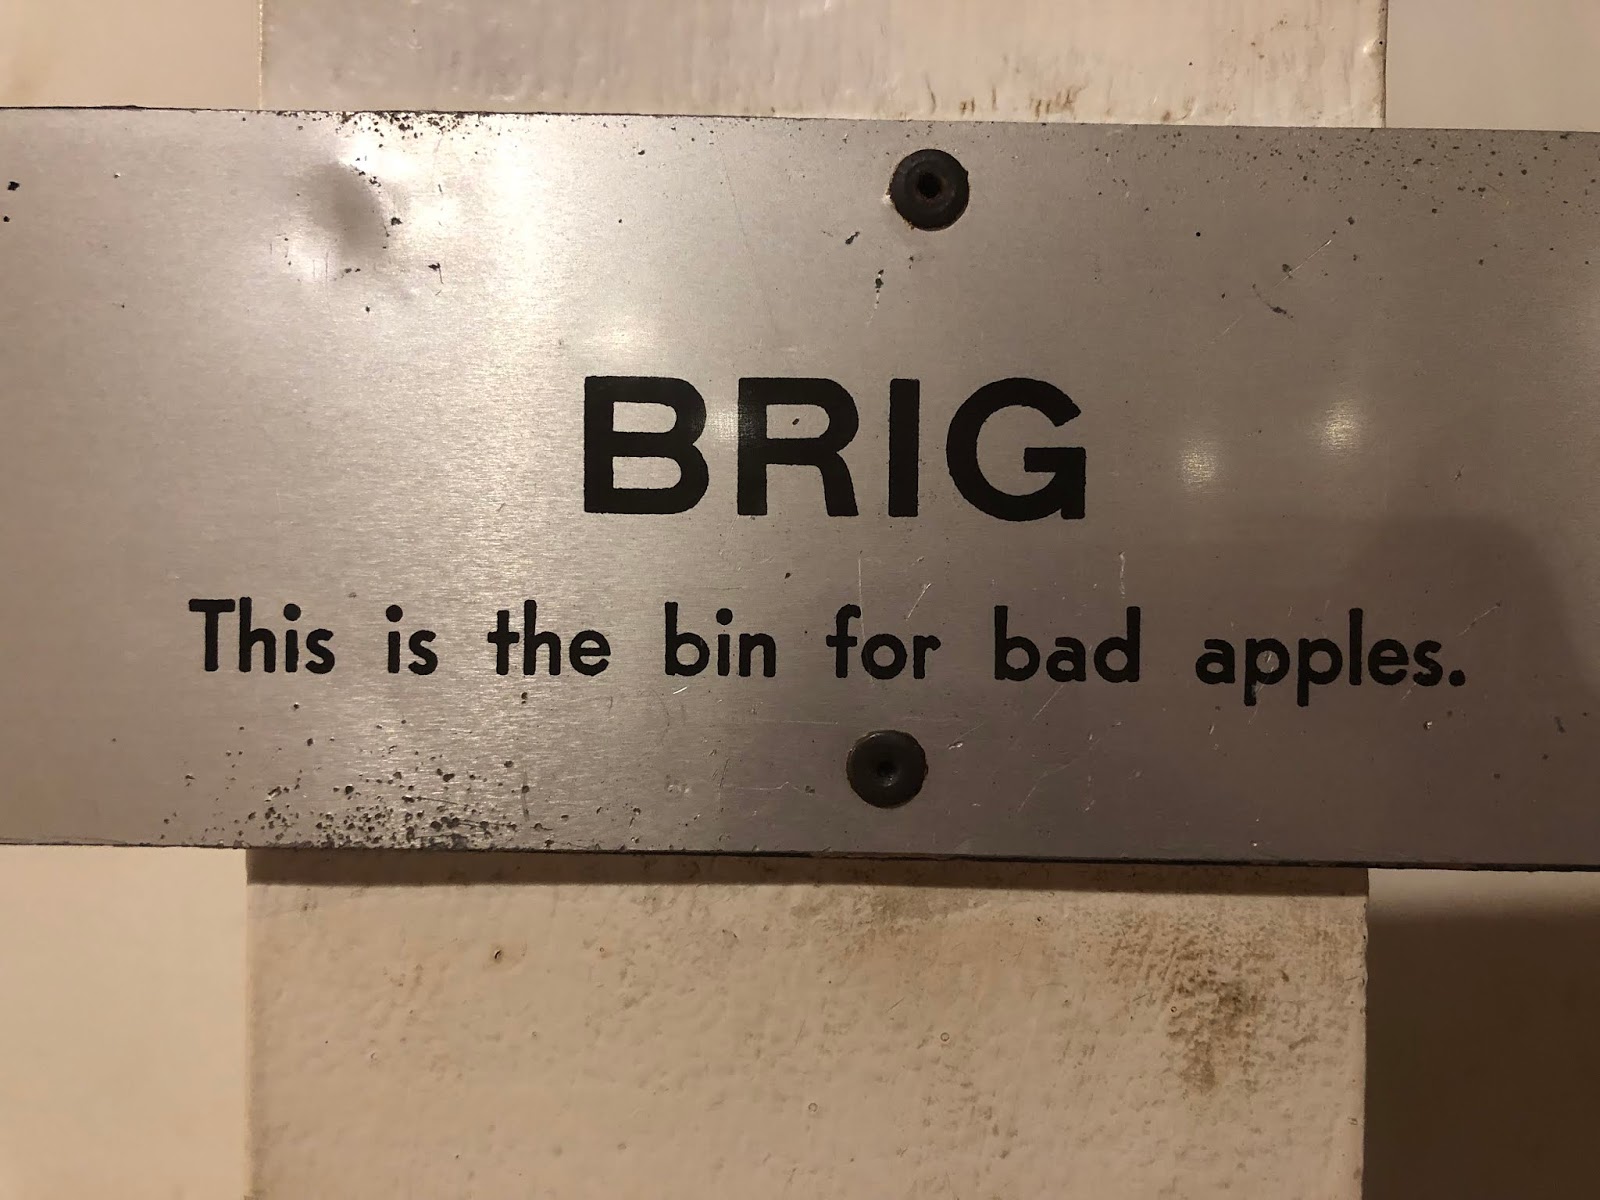 BRIG
This is the bin for bad apples.